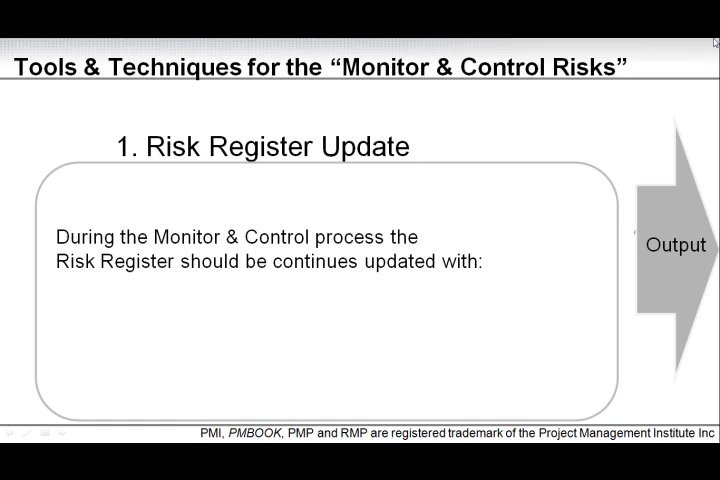 Tools & Techniques for the “Monitor & Control Risks”
1. Risk Register Update
During the Monitor & Control process the
Risk Register should be continues updated with:
Output
PMI, PMBOOK, PMP and RMP are registered trademark of the Project Management Institute Inc